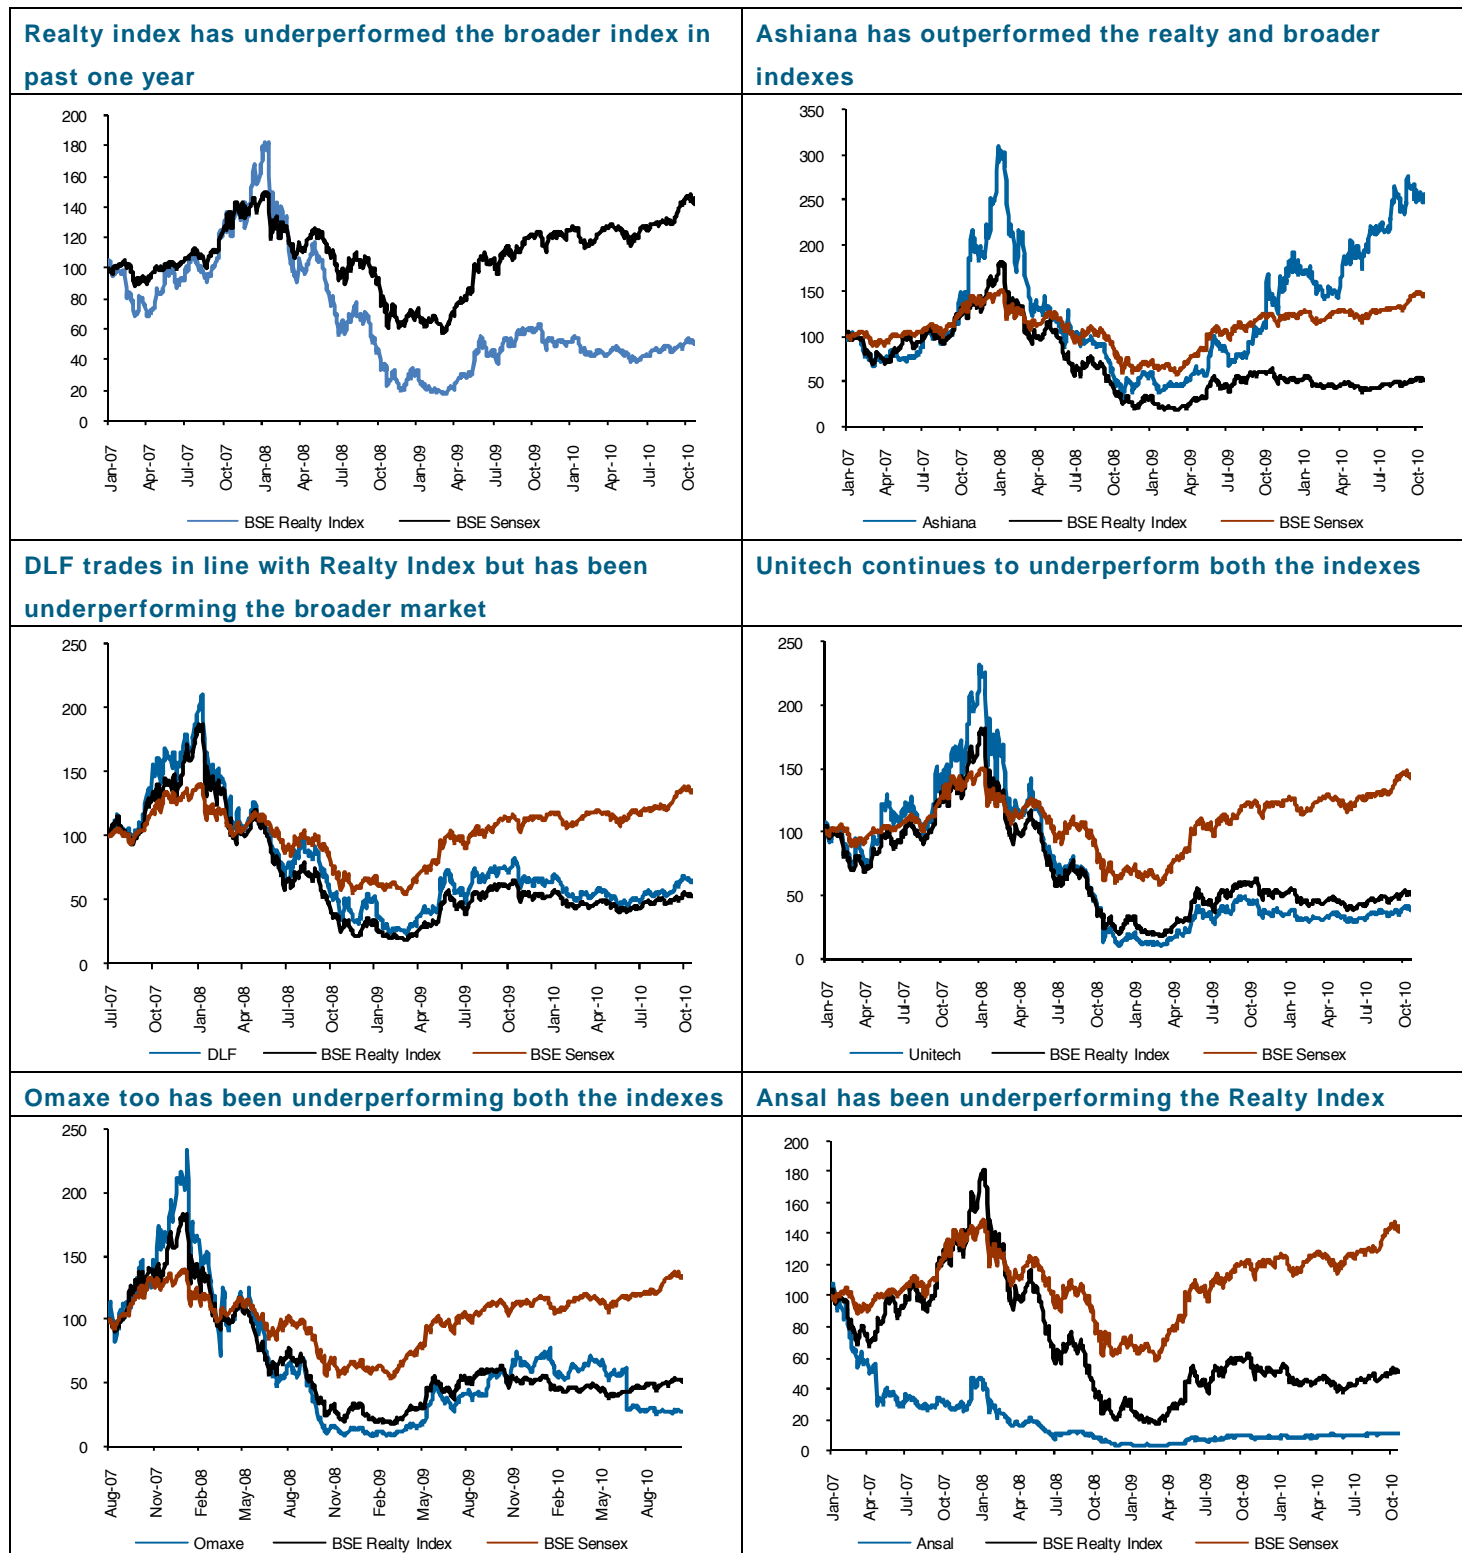 Realty index has underperformed the broader index in
past one year
200
180
160
140
120
100
80
60
40
20
0
Jan-07
Apr-07
Jul-07
Oct-07
Jan-08
Apr-08
Jul-08
Oct-08
Jan-09
Apr-09
Jul-09
Oct-09
Jan-10
Apr-10
Jul-10
Oct-10
BSE Realty Index
BSE Sensex
Ashiana has outperformed the realty and broader
indexes
350
300
250
200
150
100
50
0
Jan-07
Apr-07
Jul-07
Oct-07
Jan-08
Apr-08
Jul-08
Oct-08
Jan-09
Apr-09
Jul-09
Oct-09
Jan-10
Apr-10
Jul-10
Oct-10
Ashiana
BSE Realty Index
BSE Sensex
DLF trades in line with Realty Index but has been
underperforming the broader market
250
200
150
100
50
0
Jul-07
Oct-07
Jan-08
Apr-08
Jul-08
Oct-08
Jan-09
Apr-09
Jul-09
Oct-09
Jan-10
Apr-10
Jul-10
Oct-10
DLF
BSE Realty Index
BSE Sensex
Unitech continues to underperform both the indexes
250
200
150
100
50
0
Jan-07
Apr-07
Jul-07
Oct-07
Jan-08
Apr-08
Jul-08
Oct-08
Jan-09
Apr-09
Jul-09
Oct-09
Jan-10
Apr-10
Jul-10
Oct-10
Unitech
BSE Realty Index
BSE Sensex
Omaxe too has been underperforming both the indexes
250
200
150
100
50
0
Aug-07
Nov-07
Feb-08
May-08
Aug-08
Nov-08
Feb-09
May-09
Aug-09
Nov-09
Feb-10
May-10
Aug-10
Omaxe
BSE Realty Index
BSE Sensex
Ansal has been underperforming the Realty Index
200
180
160
140
120
100
80
60
40
20
0
Jan-07
Apr-07
Jul-07
Oct-07
Jan-08
Apr-08
Jul-08
Oct-08
Jan-09
Apr-09
Jul-09
Oct-09
Jan-10
Apr-10
Jul-10
Oct-10
Ansal
BSE Realty Index
BSE Sensex